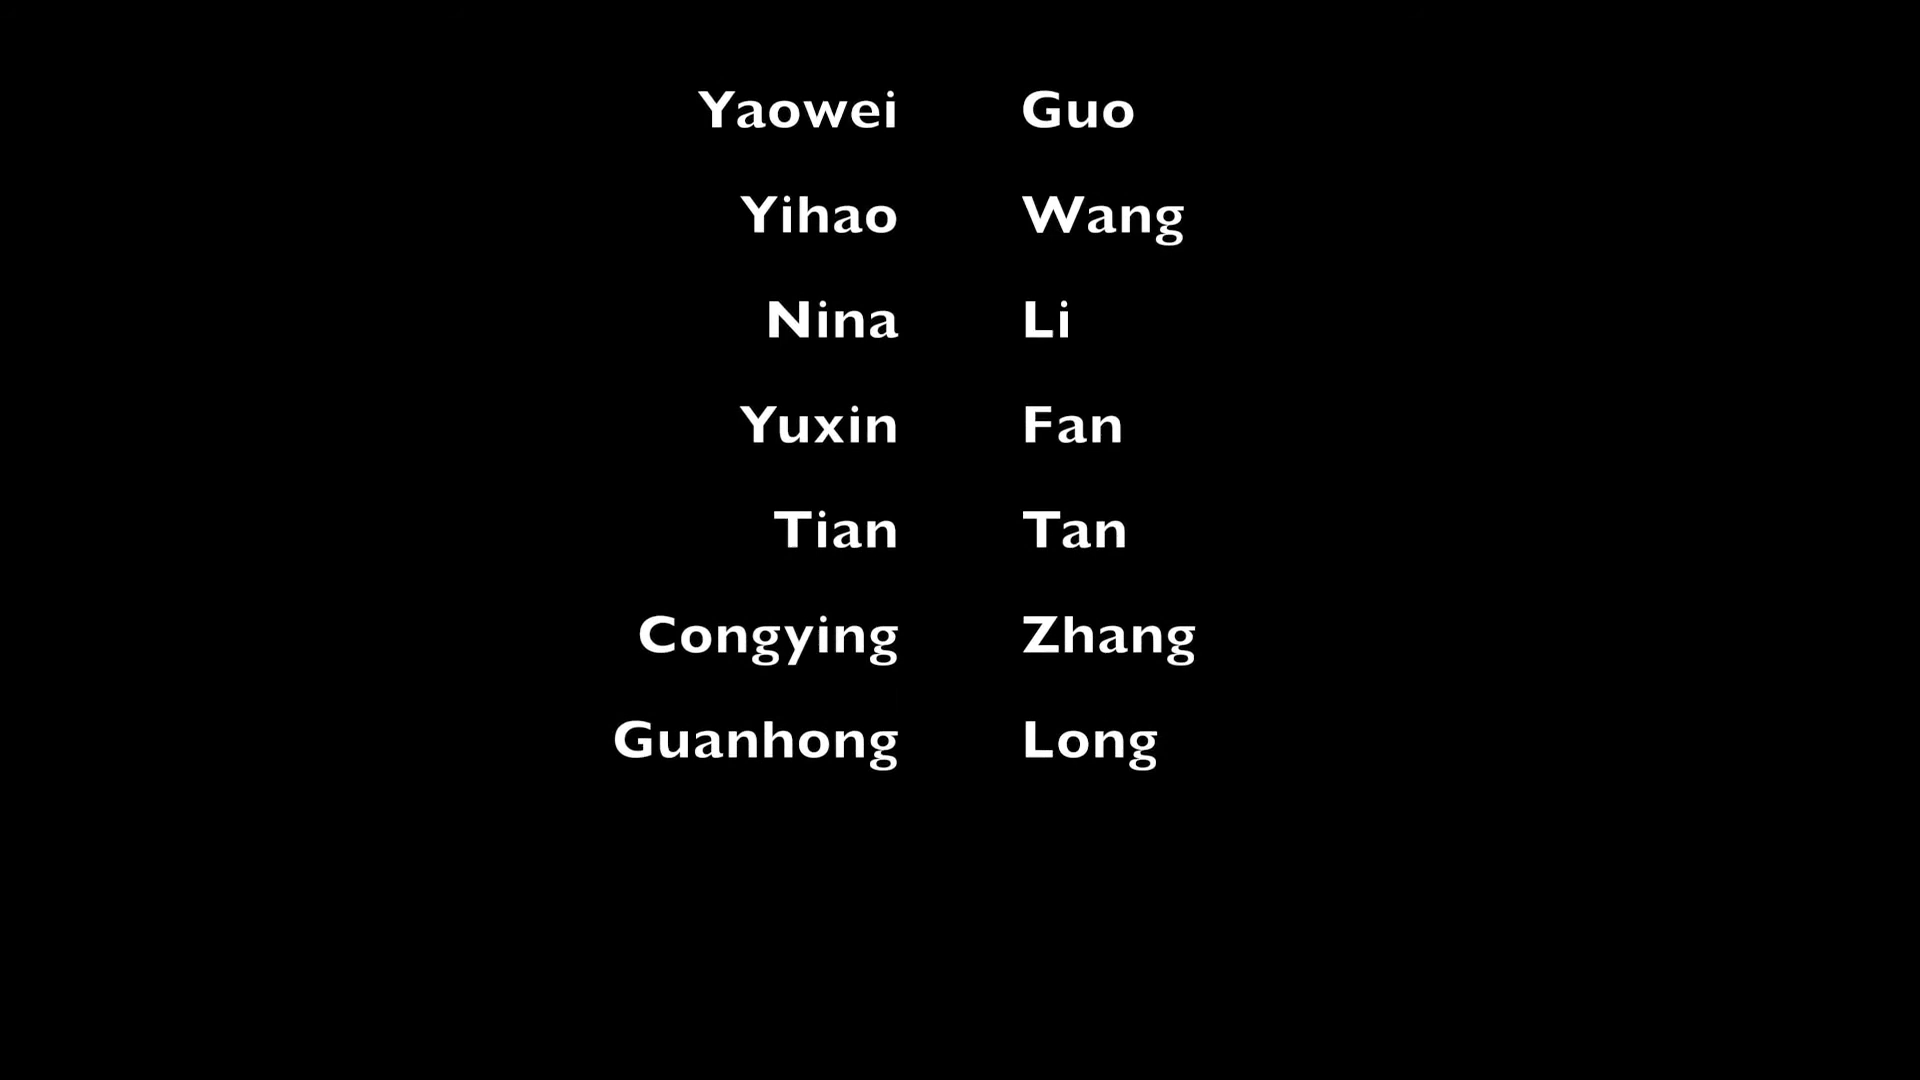 Yaowei Guo
Yihao Wang
Nina Li
Yuxin Fan
Tian Tan
Congying Zhang
Guanhong Long